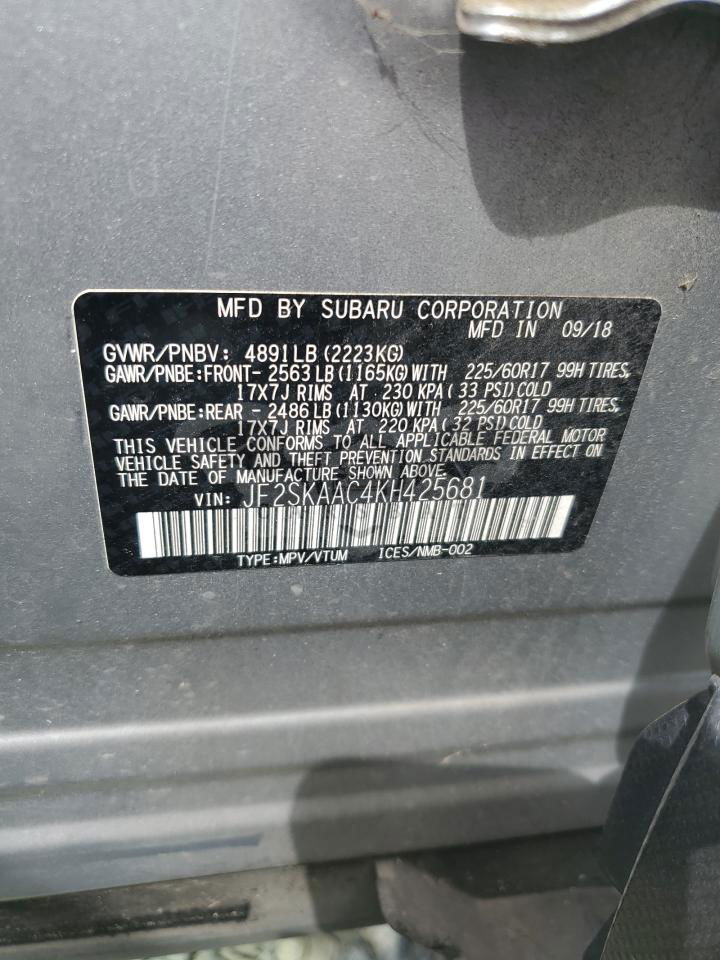 MFD BY SUBARU CORPORATION
MFD IN 09/18
GVWR/PNBV: 4891LB(2223KG)
GAWR/PNBE:FRONT- 2563LB(1165KG)WITH 225/60R17 99H TIRES,
17X7J RIMS AT 230 KPA( 33 PSI)COLD
GAWR/PNBE:REAR - 2486LB(1130KG)WITH 225/60R17 99H TIRES,
17X7J RIMS AT 220 KPA( 32 PSI)COLD
THIS VEHICLE CONFORMS TO ALL APPLICABLE FEDERAL MOTOR
VEHICLE SAFETY AND THEFT PREVENTION STANDARDS IN EFFECT ON
THE DATE OF MANUFACTURE SHOWN ABOVE.
VIN: JF2SKAAC4KH425681
TYPE:MPV/VTUM ICES/NMB-002